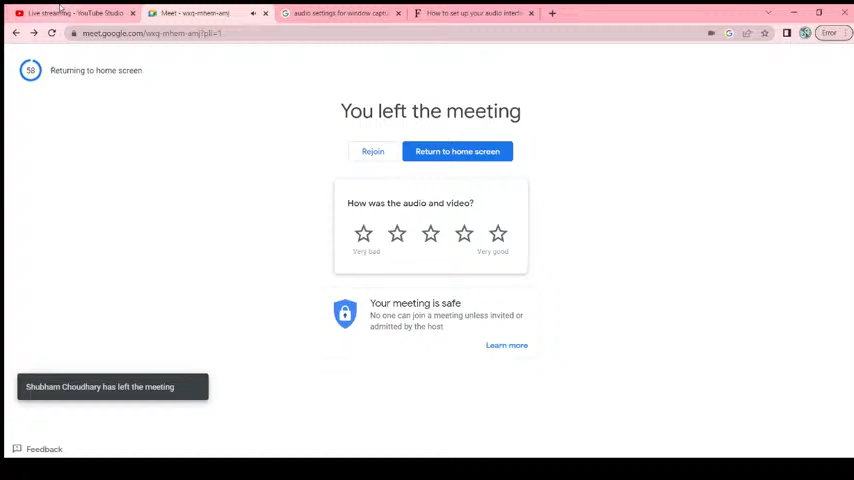 Live streaming - YouTube Studio
Meet - wxq-mhem-amj
audio settings for window captu
How to set up your audio interf
meet.google.com/wxq-mhem-amj?pli=1
Error
58
Returning to home screen
You left the meeting
Rejoin
Return to home screen
How was the audio and video?
Very bad
Very good
Your meeting is safe
No one can join a meeting unless invited or
admitted by the host
Learn more
Shubham Choudhary has left the meeting
Feedback